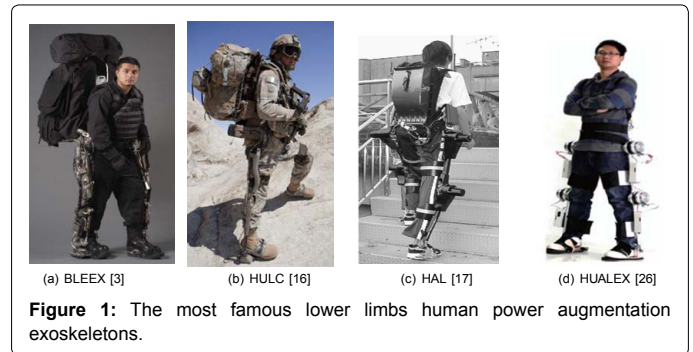 (a) BLEEX [3] (b) HULC [16] (c) HAL [17] (d) HUALEX [26]
Figure 1: The most famous lower limbs human power augmentation
exoskeletons.